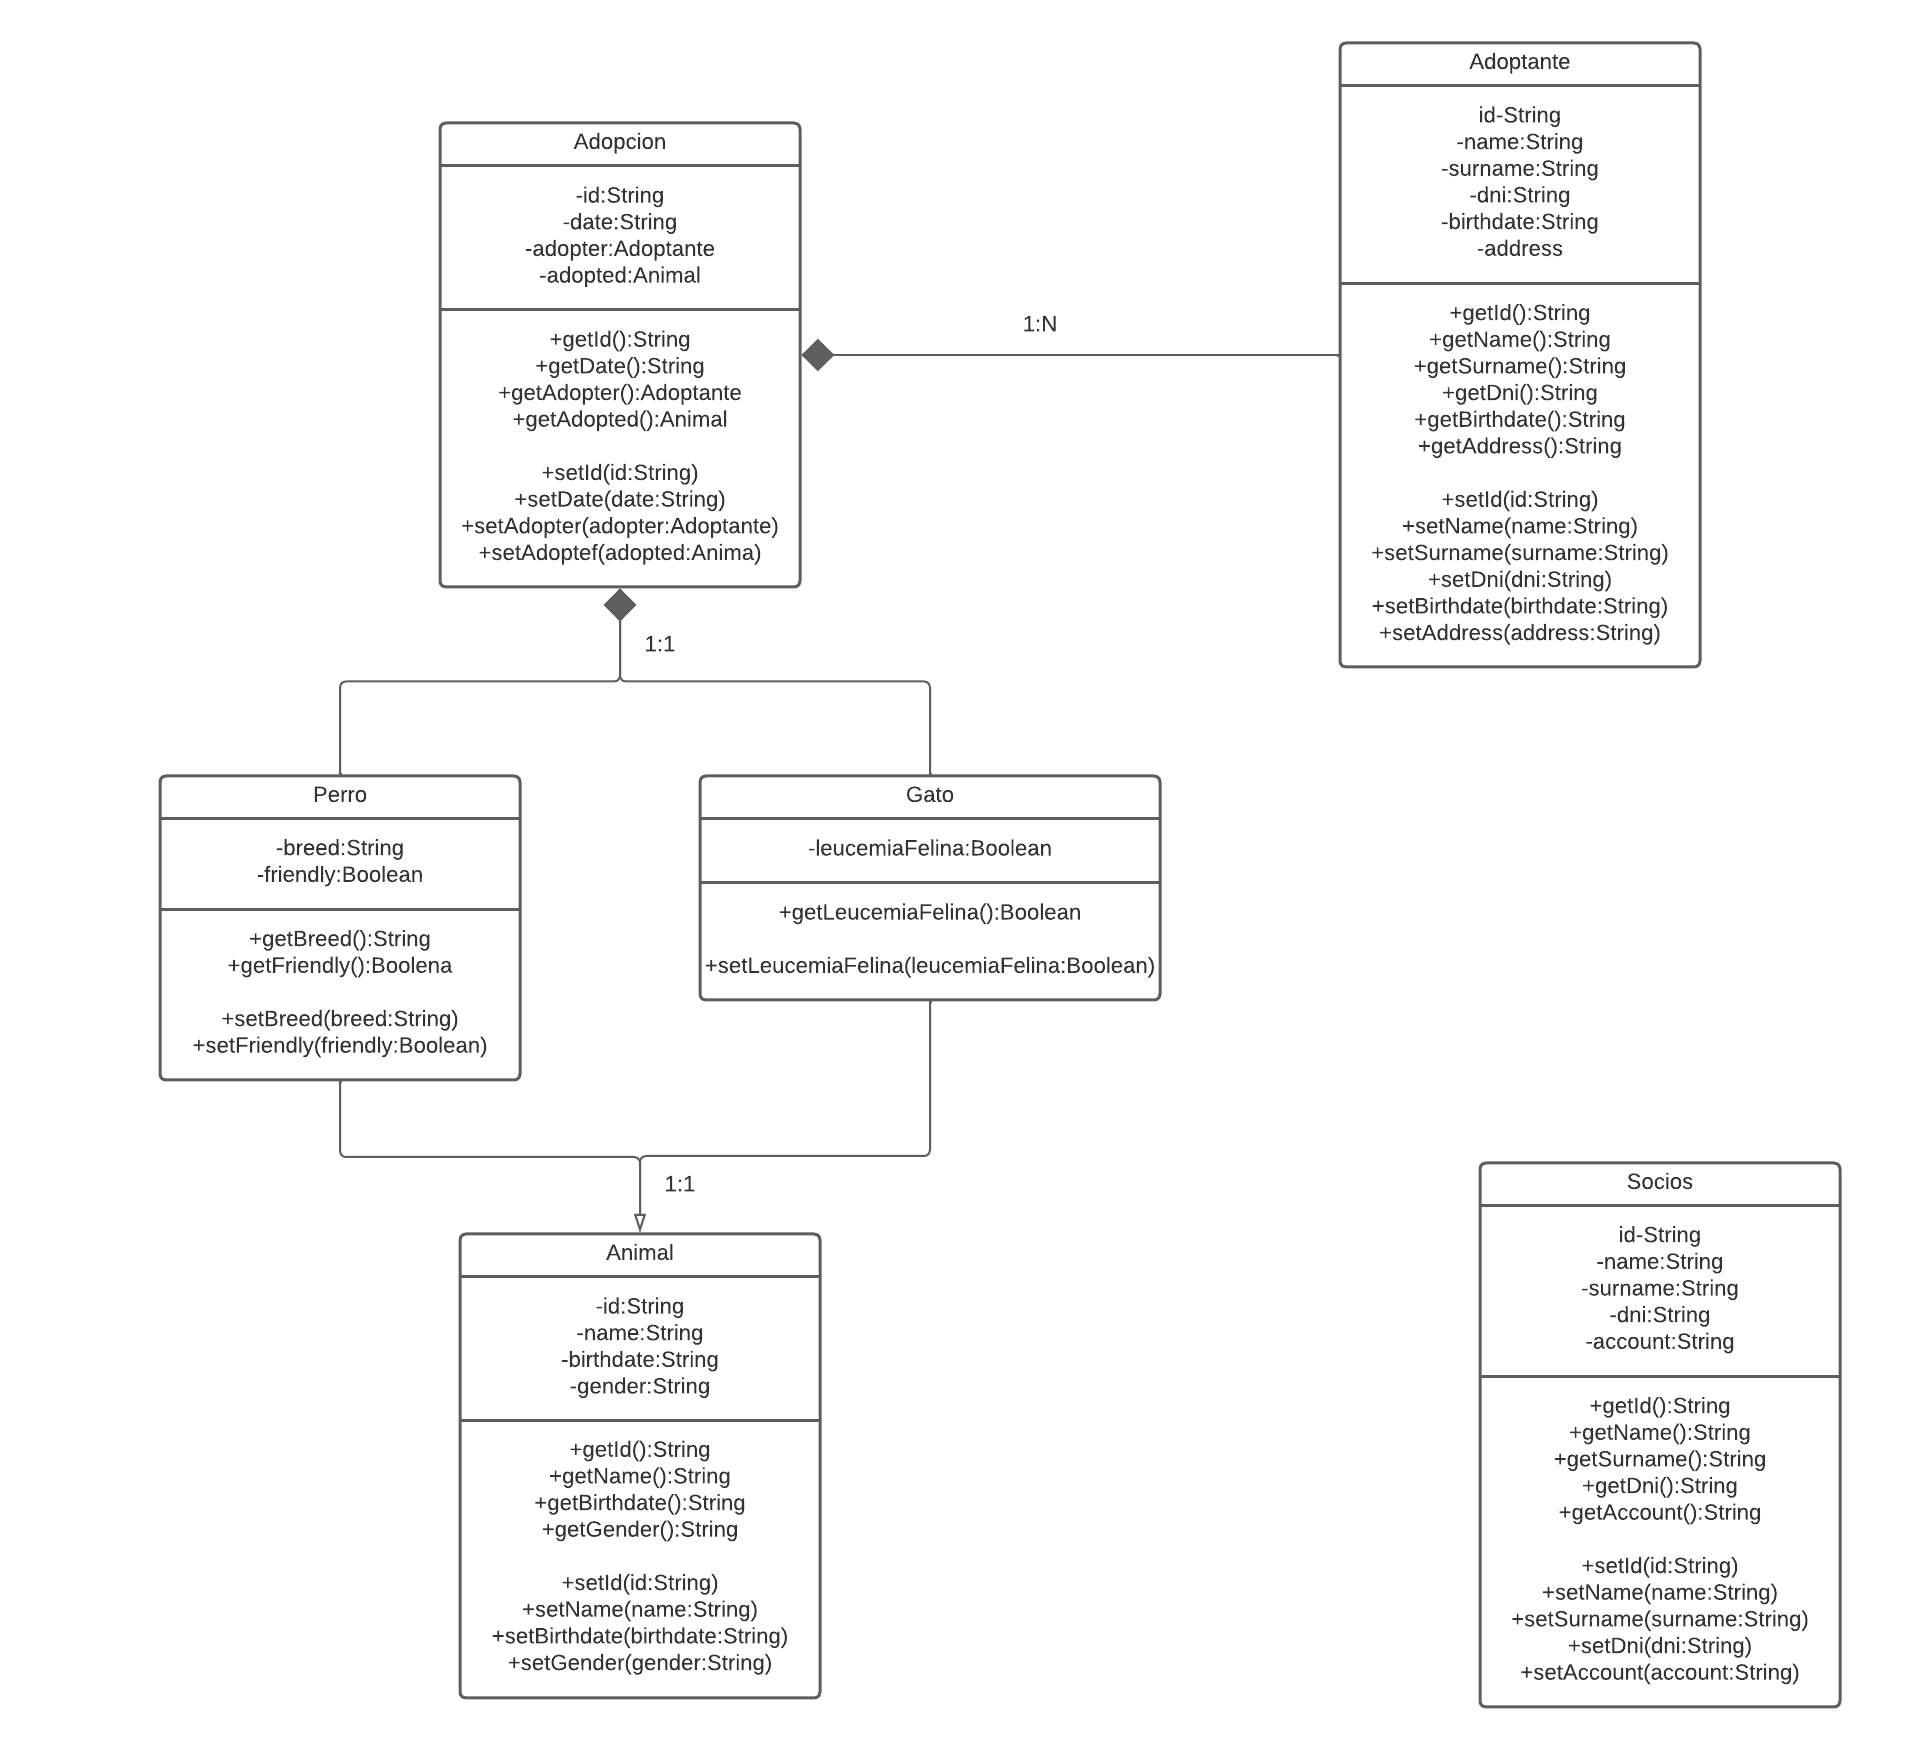 Adopcion
-id:String
-date:String
-adopter:Adoptante
-adopted:Animal
+getId():String
+getDate():String
+getAdopter():Adoptante
+getAdopted():Animal
+setId(id:String)
+setDate(date:String)
+setAdopter(adopter:Adoptante)
+setAdoptef(adopted:Anima)
1:N
Adoptante
id-String
-name:String
-surname:String
-dni:String
-birthdate:String
-address
+getId():String
+getName():String
+getSurname():String
+getDni():String
+getBirthdate():String
+getAddress():String
+setId(id:String)
+setName(name:String)
+setSurname(surname:String)
+setDni(dni:String)
+setBirthdate(birthdate:String)
+setAddress(address:String)
1:1
Perro
-breed:String
-friendly:Boolean
+getBreed():String
+getFriendly():Boolena
+setBreed(breed:String)
+setFriendly(friendly:Boolean)
Gato
-leucemiaFelina:Boolean
+getLeucemiaFelina():Boolean
+setLeucemiaFelina(leucemiaFelina:Boolean)
1:1
Animal
-id:String
-name:String
-birthdate:String
-gender:String
+getId():String
+getName():String
+getBirthdate():String
+getGender():String
+setId(id:String)
+setName(name:String)
+setBirthdate(birthdate:String)
+setGender(gender:String)
Socios
id-String
-name:String
-surname:String
-dni:String
-account:String
+getId():String
+getName():String
+getSurname():String
+getDni():String
+getAccount():String
+setId(id:String)
+setName(name:String)
+setSurname(surname:String)
+setDni(dni:String)
+setAccount(account:String)